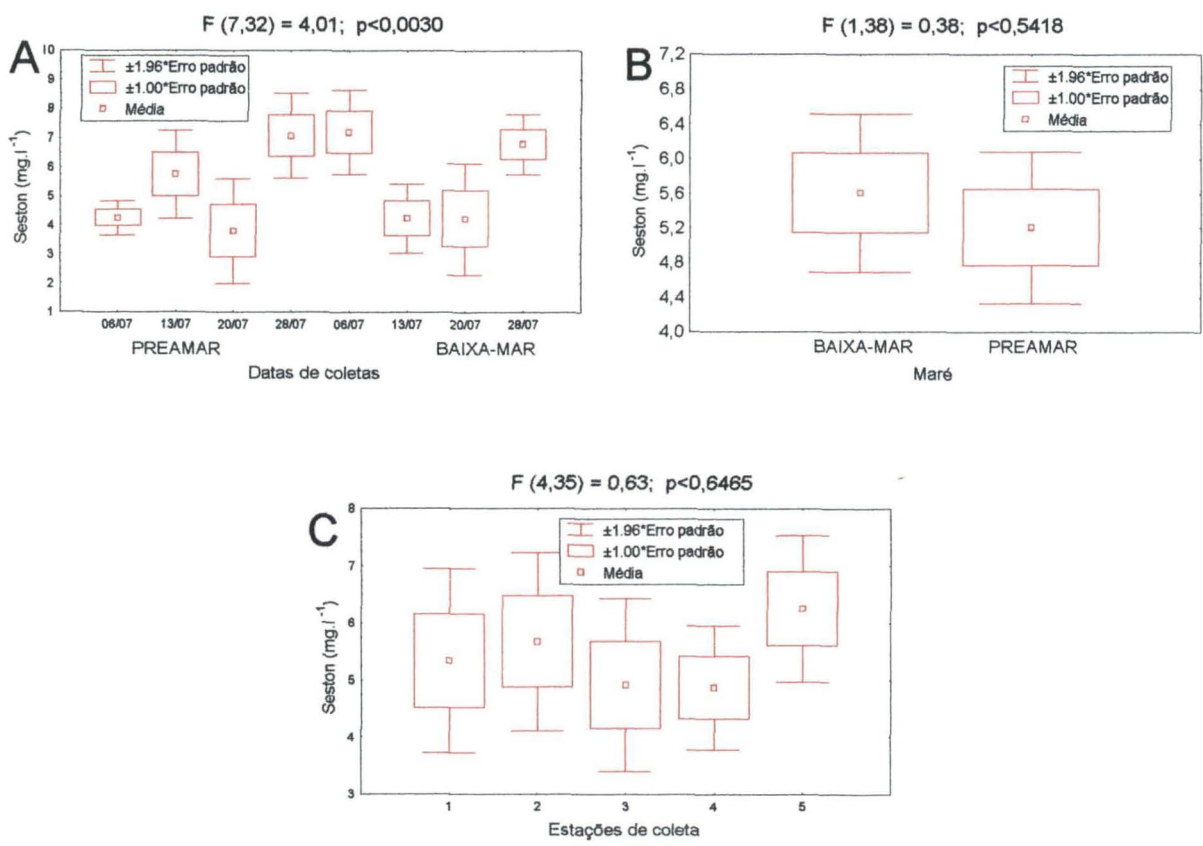 F (7,32) = 4,01; p<0,0030
A
10
9
8
7
6
5
4
3
2
1
Seston (mg.l⁻¹)
±1.96*Erro padrão
±1.00*Erro padrão
Média
06/07 13/07 20/07 28/07 06/07 13/07 20/07 28/07
PREAMAR BAIXA-MAR
Datas de coletas
F (1,38) = 0,38; p<0,5418
B
7,2
6,8
6,4
6,0
5,6
5,2
4,8
4,4
4,0
Seston (mg.l⁻¹)
±1.96*Erro padrão
±1.00*Erro padrão
Média
BAIXA-MAR PREAMAR
Maré
F (4,35) = 0,63; p<0,6465
C
8
7
6
5
4
3
Seston (mg.l⁻¹)
±1.96*Erro padrão
±1.00*Erro padrão
Média
1 2 3 4 5
Estações de coleta